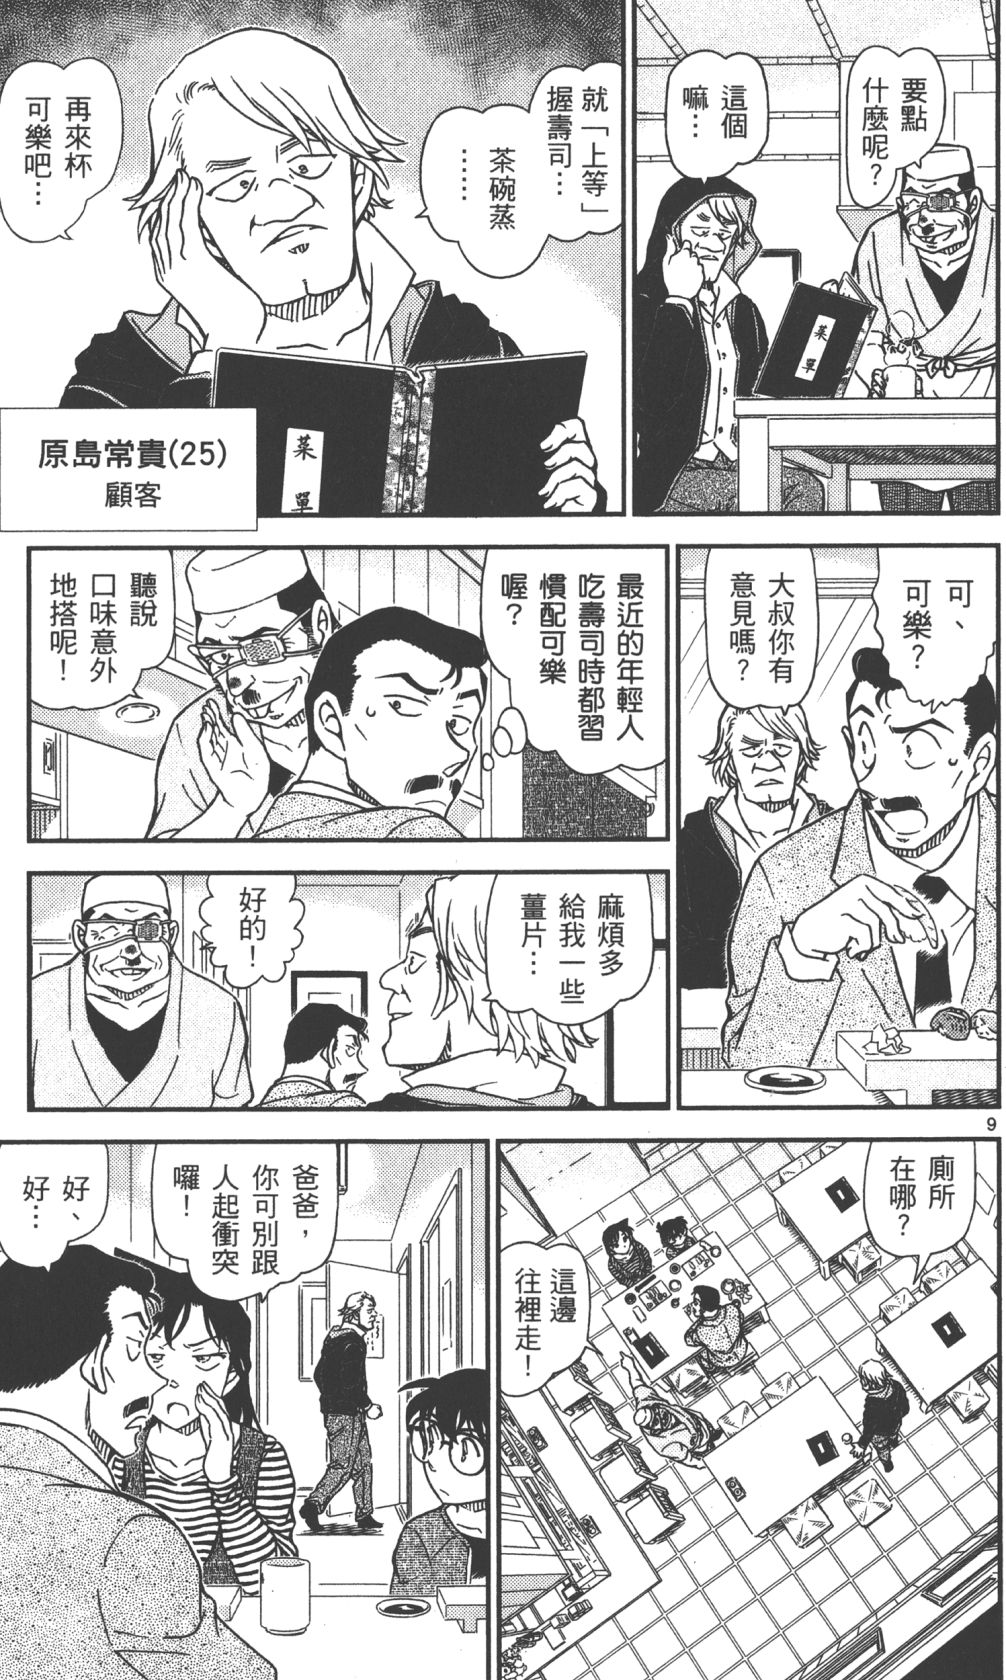 要點
什麼呢？
這個
嘛…
菜單
就「上等」
握壽司…
茶碗蒸
……
再來杯
可樂吧…
菜單
原島常貴(25)
顧客
可、
可樂？
大叔你有
意見嗎？
最近的年輕人
吃壽司時都習
慣配可樂
喔？
聽說
口味意外
地搭呢！
麻煩多
給我一些
薑片…
好的！
9
廁所
在哪？
這邊
往裡走！
爸爸，
你可別跟
人起衝突
囉！
好、
好…